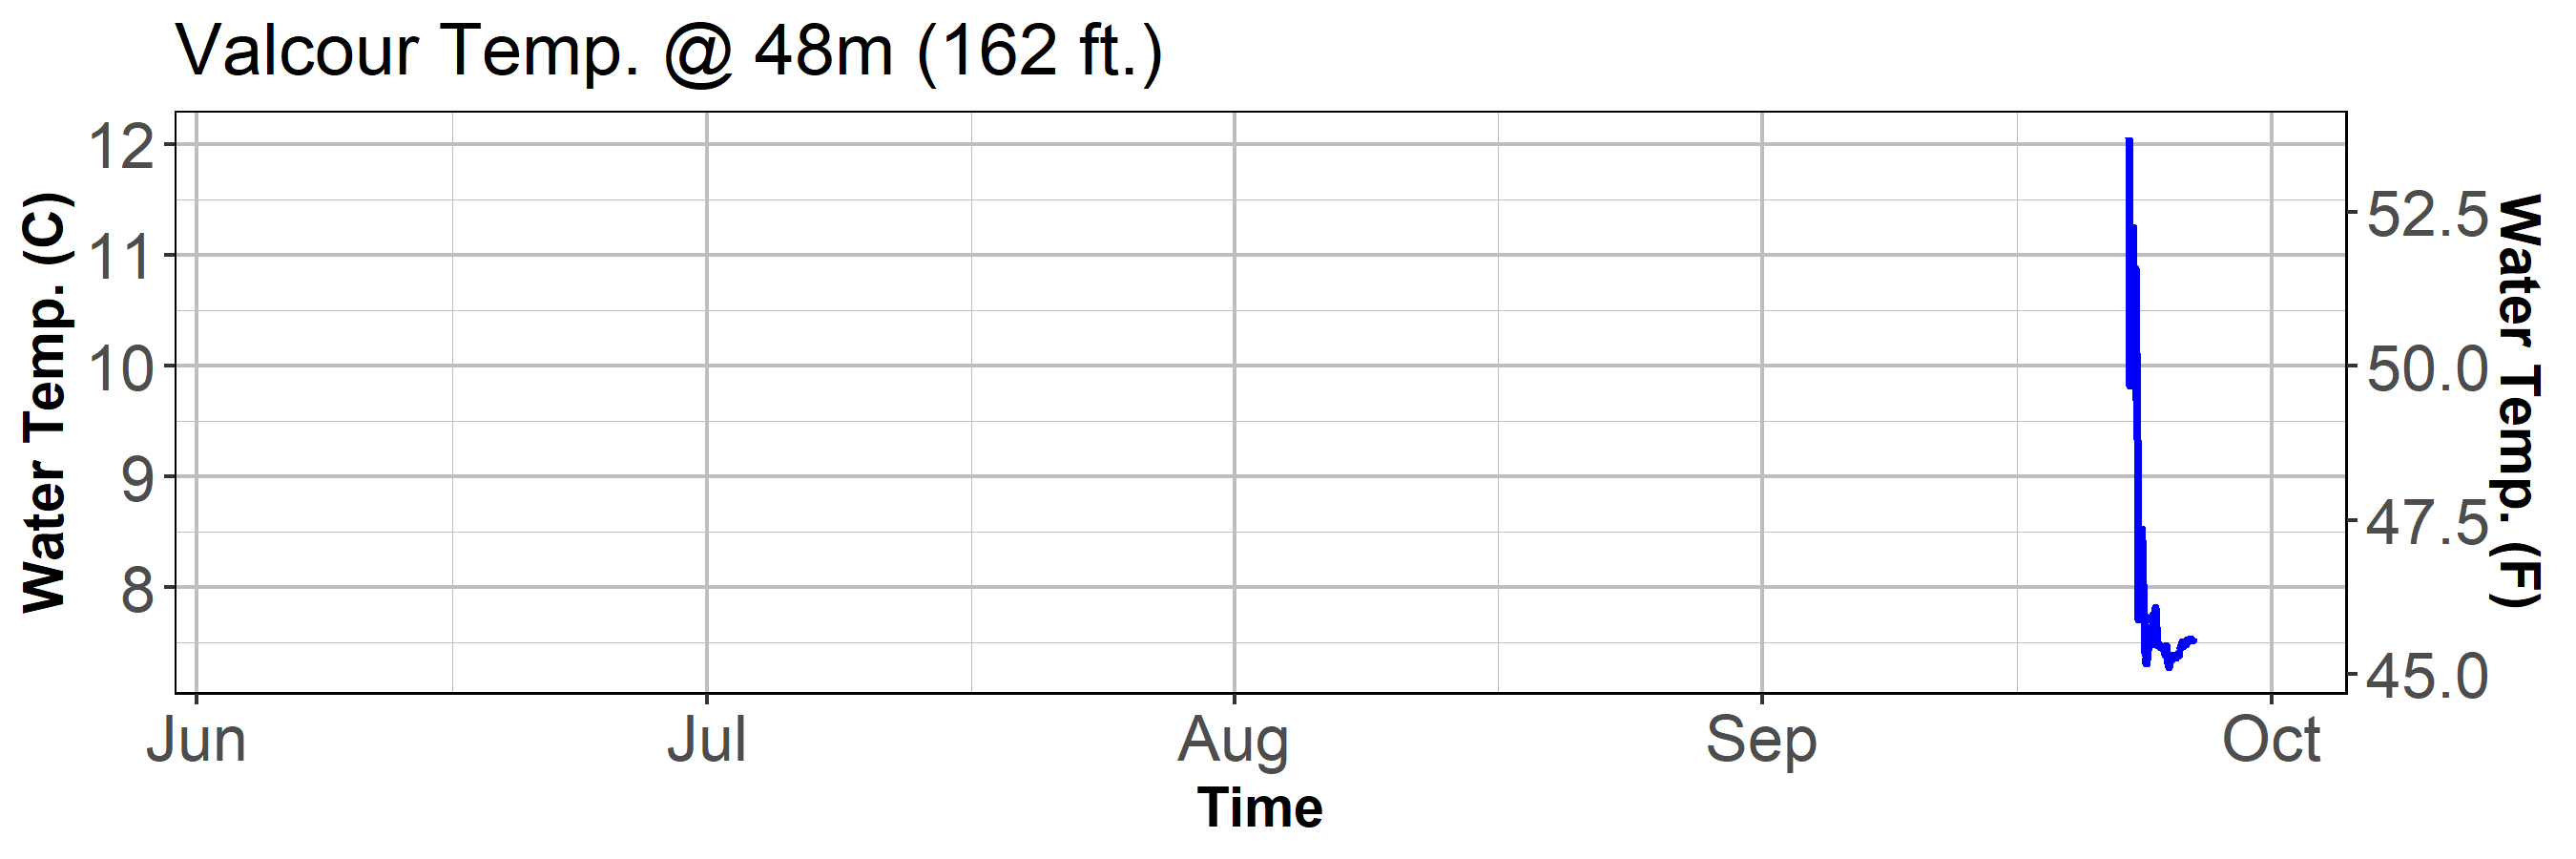 Valcour Temp. @ 48m (162 ft.)
Water Temp. (C)
12
11
10
9
8
52.5
50.0
47.5
45.0
Water Temp. (F)
Jun Jul Aug Sep Oct
Time